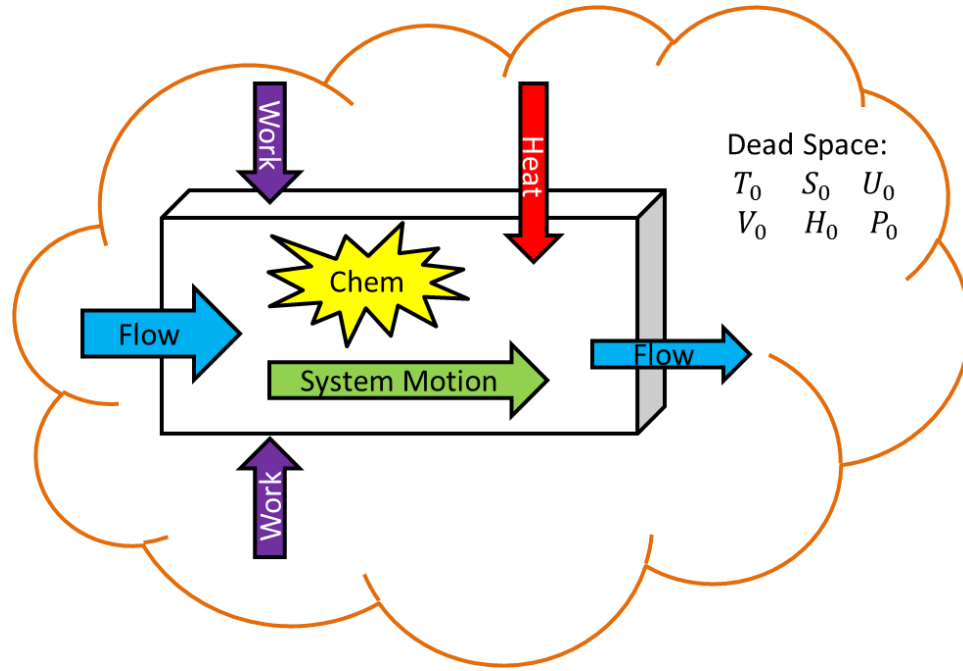 Work
Heat
Dead Space:
T₀ S₀ U₀
V₀ H₀ P₀
Chem
Flow
Flow
System Motion
Work